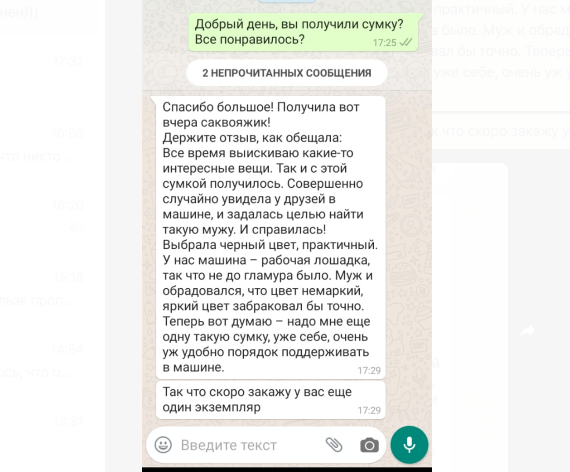 Добрый день, вы получили сумку?
Все понравилось?
17:25
2 НЕПРОЧИТАННЫХ СООБЩЕНИЯ
Спасибо большое! Получила вот
вчера саквояжик!
Держите отзыв, как обещала:
Все время выискиваю какие-то
интересные вещи. Так и с этой
сумкой получилось. Совершенно
случайно увидела у друзей в
машине, и задалась целью найти
такую мужу. И справилась!
Выбрала черный цвет, практичный.
У нас машина – рабочая лошадка,
так что не до гламура было. Муж и
обрадовался, что цвет немаркий,
яркий цвет забраковал бы точно.
Теперь вот думаю – надо мне еще
одну такую сумку, уже себе, очень
уж удобно порядок поддерживать
в машине.
17:29
Так что скоро закажу у вас еще
один экземпляр
17:29
Введите текст